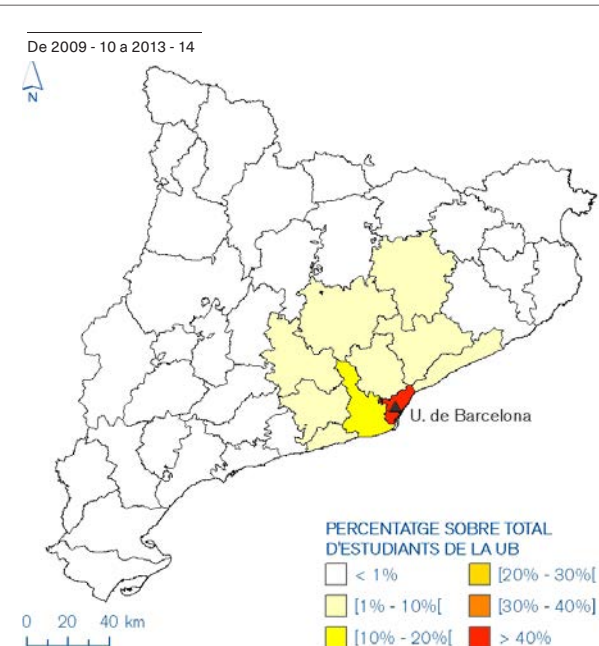 De 2009 - 10 a 2013 - 14
N
U. de Barcelona
PERCENTATGE SOBRE TOTAL
D'ESTUDIANTS DE LA UB
< 1% [20% - 30%[
[1% - 10%[ [30% - 40%]
[10% - 20%[ > 40%
0 20 40 km